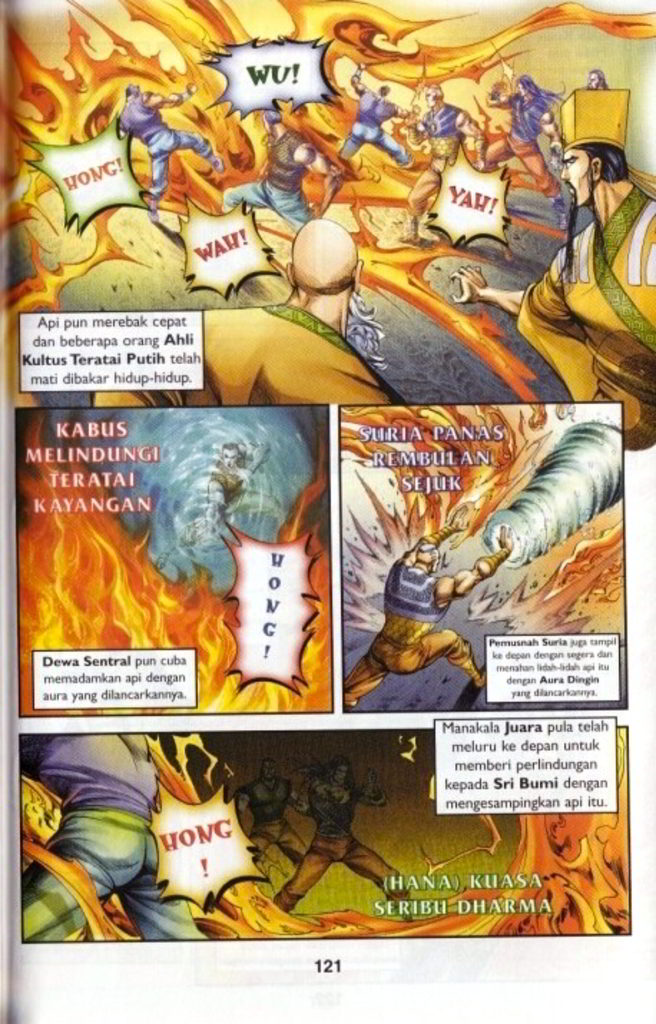 WU!
HONG!
YAH!
WAH!
Api pun merebak cepat
dan beberapa orang Ahli
Kultus Teratai Putih telah
mati dibakar hidup-hidup.
KABUS
MELINDUNGI
TERATAI
KAYANGAN
HONG!
Dewa Sentral pun cuba
memadamkan api dengan
aura yang dilancarkannya.
SURIA PANAS
REMBULAN
SEJUK
Pemusnah Suria juga tampil
ke depan dengan segera dan
menahan lidah-lidah api itu
dengan Aura Dingin
yang dilancarkannya.
Manakala Juara pula telah
meluru ke depan untuk
memberi perlindungan
kepada Sri Bumi dengan
mengesampingkan api itu.
HONG
!
(HANA) KUASA
SERIBU DHARMA
121